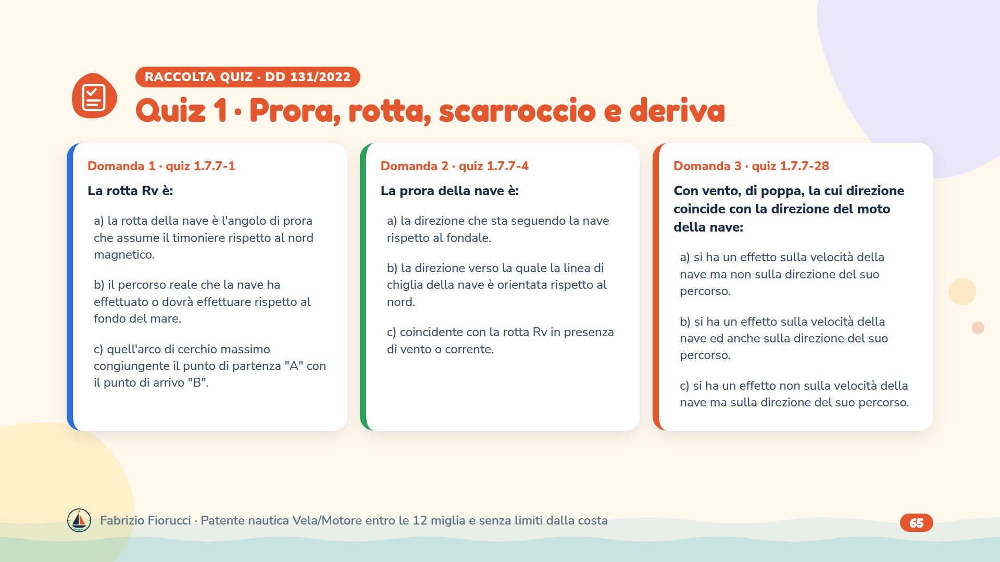 RACCOLTA QUIZ · DD 131/2022
Quiz 1 · Prora, rotta, scarroccio e deriva
Domanda 1 · quiz 1.7.7-1
La rotta Rv è:
a) la rotta della nave è l'angolo di prora
che assume il timoniere rispetto al nord
magnetico.
b) il percorso reale che la nave ha
effettuato o dovrà effettuare rispetto al
fondo del mare.
c) quell'arco di cerchio massimo
congiungente il punto di partenza "A" con
il punto di arrivo "B".
Domanda 2 · quiz 1.7.7-4
La prora della nave è:
a) la direzione che sta seguendo la nave
rispetto al fondale.
b) la direzione verso la quale la linea di
chiglia della nave è orientata rispetto al
nord.
c) coincidente con la rotta Rv in presenza
di vento o corrente.
Domanda 3 · quiz 1.7.7-28
Con vento, di poppa, la cui direzione
coincide con la direzione del moto
della nave:
a) si ha un effetto sulla velocità della
nave ma non sulla direzione del suo
percorso.
b) si ha un effetto sulla velocità della
nave ed anche sulla direzione del suo
percorso.
c) si ha un effetto non sulla velocità della
nave ma sulla direzione del suo percorso.
Fabrizio Fiorucci · Patente nautica Vela/Motore entro le 12 miglia e senza limiti dalla costa
65